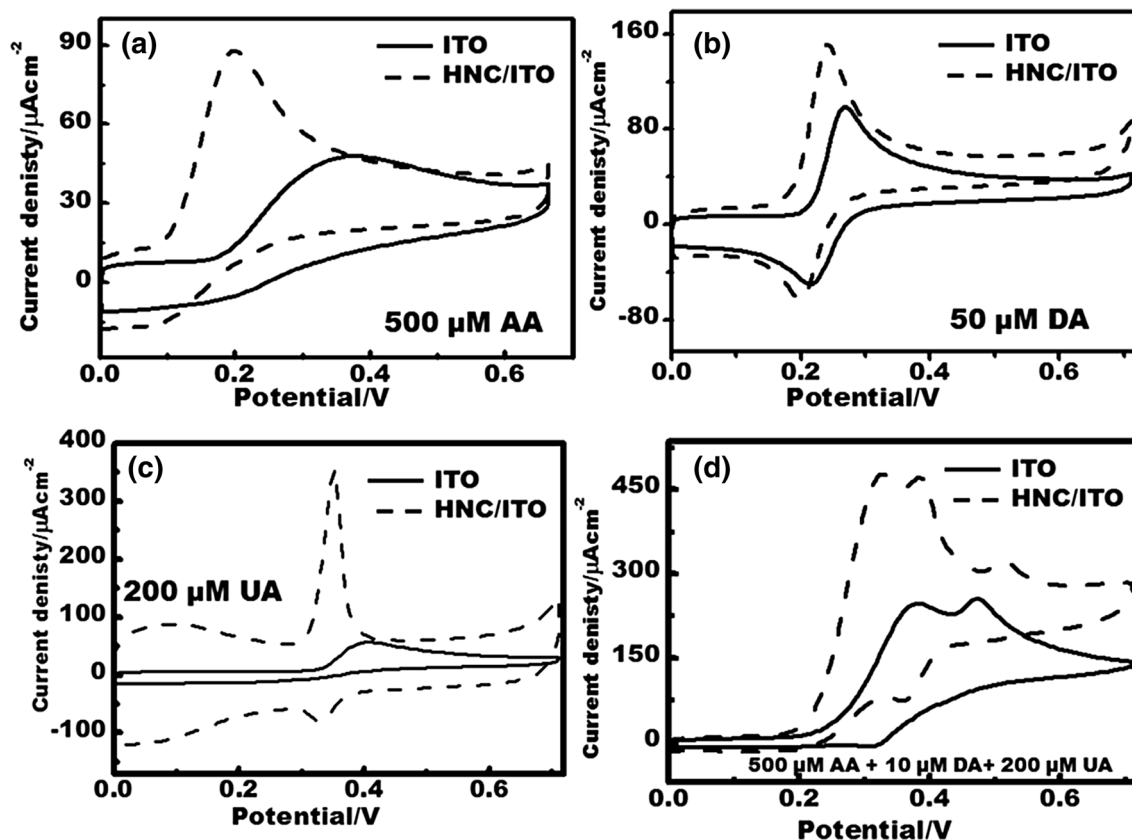 (a)
ITO
HNC/ITO
90
60
30
0
Current denisty/µAcm-2
500 µM AA
0.0 0.2 0.4 0.6
Potential/V
(b)
ITO
HNC/ITO
160
80
0
-80
Current denisty/µAcm-2
50 µM DA
0.0 0.2 0.4 0.6
Potential/V
(c)
ITO
HNC/ITO
400
300
200
100
0
-100
Current denisty/µAcm-2
200 µM UA
0.0 0.2 0.4 0.6
Potential/V
(d)
ITO
HNC/ITO
450
300
150
0
Current denisty/µAcm-2
500 µM AA + 10 µM DA+ 200 µM UA
0.0 0.2 0.4 0.6
Potential/V